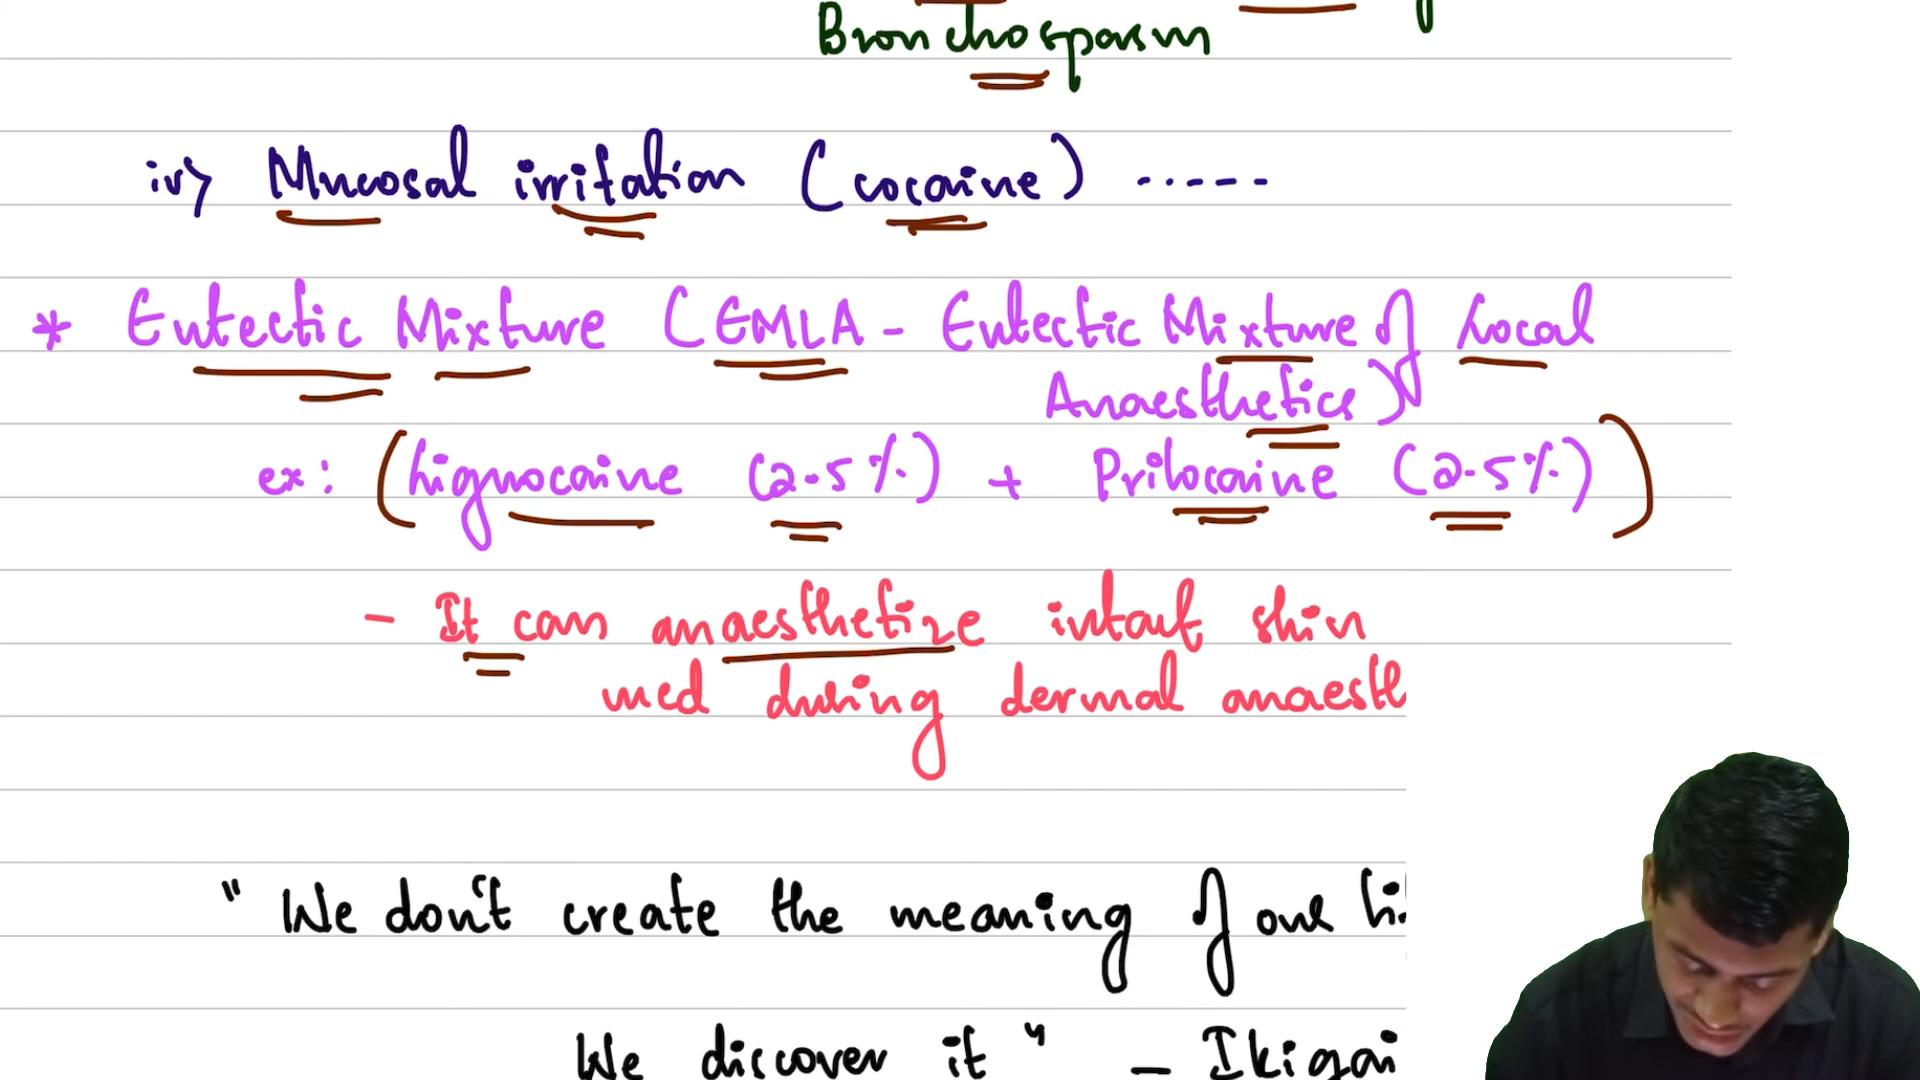 Bronchospasm
iv> Mucosal irritation (cocaine) .....
* Eutectic Mixture (EMLA - Eutectic Mixture of Local
Anaesthetics)
ex: (Lignocaine (2.5%) + Prilocaine (2.5%))
- It can anaesthetize intact skin
used during dermal anaesth
" We don't create the meaning of our li
We discover it " - Ikigai